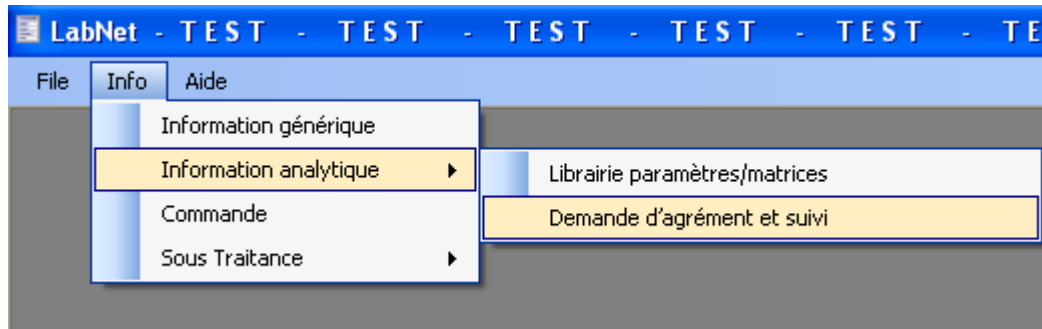 LabNet - TEST - TEST - TEST - TEST - TEST - TE
File Info Aide
Information générique
Information analytique
Librairie paramètres/matrices
Commande
Demande d'agrément et suivi
Sous Traitance